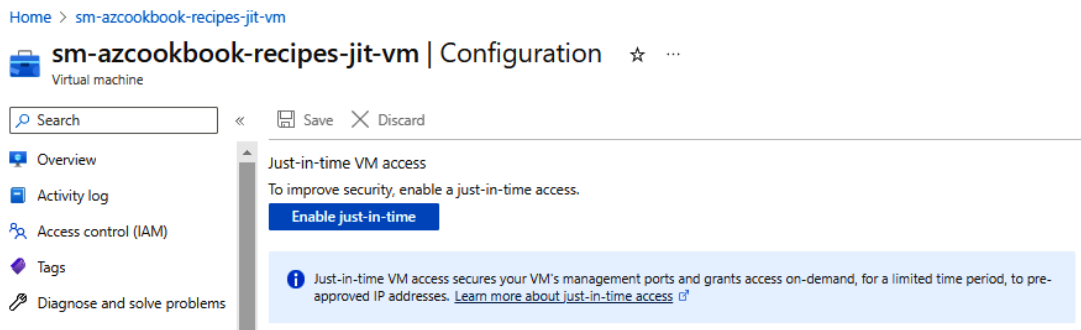 Home > sm-azcookbook-recipes-jit-vm
sm-azcookbook-recipes-jit-vm | Configuration
Virtual machine
Search
Save
Discard
Overview
Activity log
Access control (IAM)
Tags
Diagnose and solve problems
Just-in-time VM access
To improve security, enable a just-in-time access.
Enable just-in-time
Just-in-time VM access secures your VM's management ports and grants access on-demand, for a limited time period, to pre-
approved IP addresses. Learn more about just-in-time access